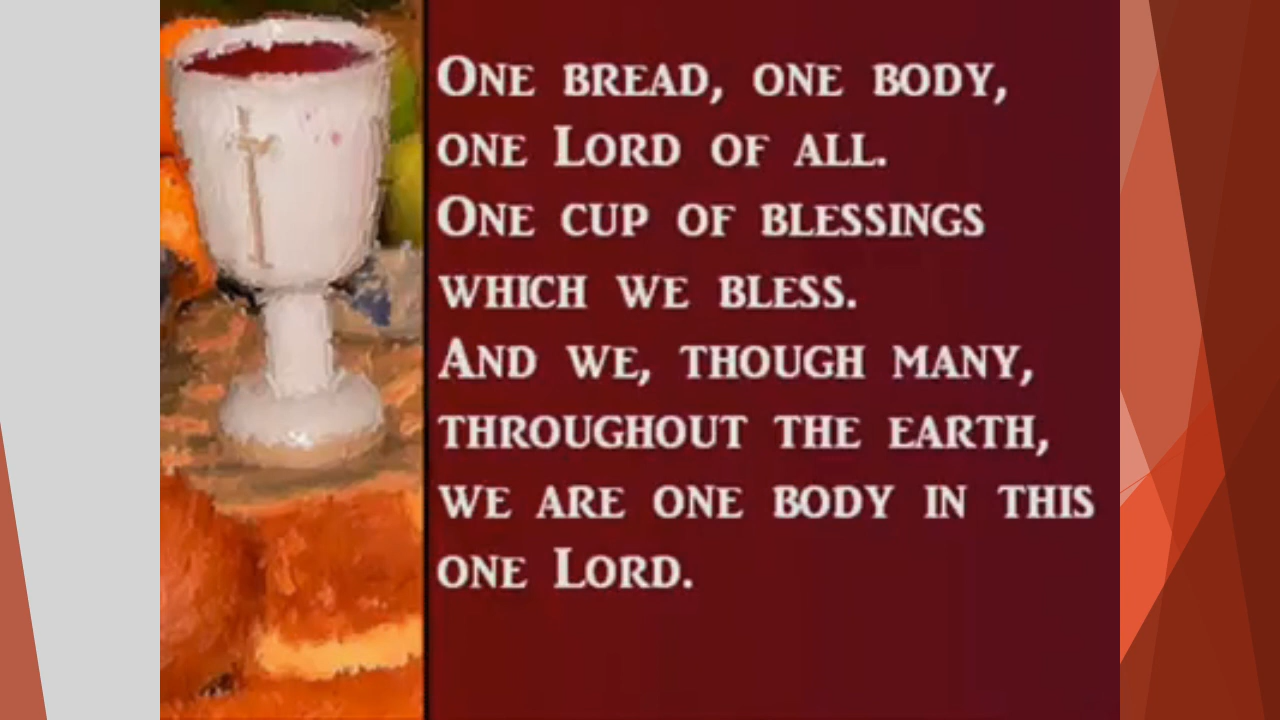 One bread, one body,
one Lord of all.
One cup of blessings
which we bless.
And we, though many,
throughout the earth,
we are one body in this
one Lord.